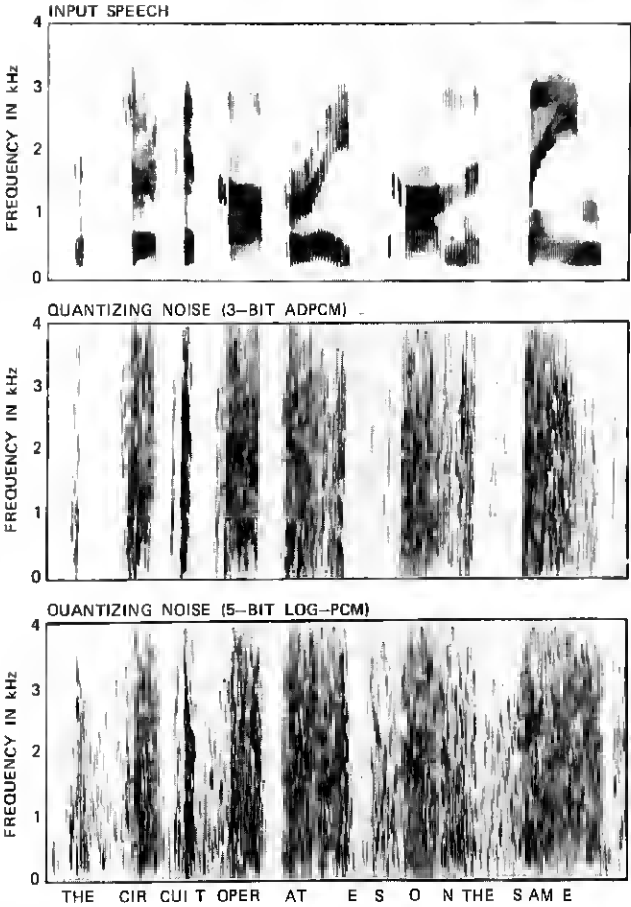 INPUT SPEECH
4
3
2
1
0
FREQUENCY IN kHz
QUANTIZING NOISE (3-BIT ADPCM)
4
3
2
1
0
FREQUENCY IN kHz
QUANTIZING NOISE (5-BIT LOG-PCM)
4
3
2
1
0
FREQUENCY IN kHz
THE CIR CUI T OPER AT E S O N THE S AM E